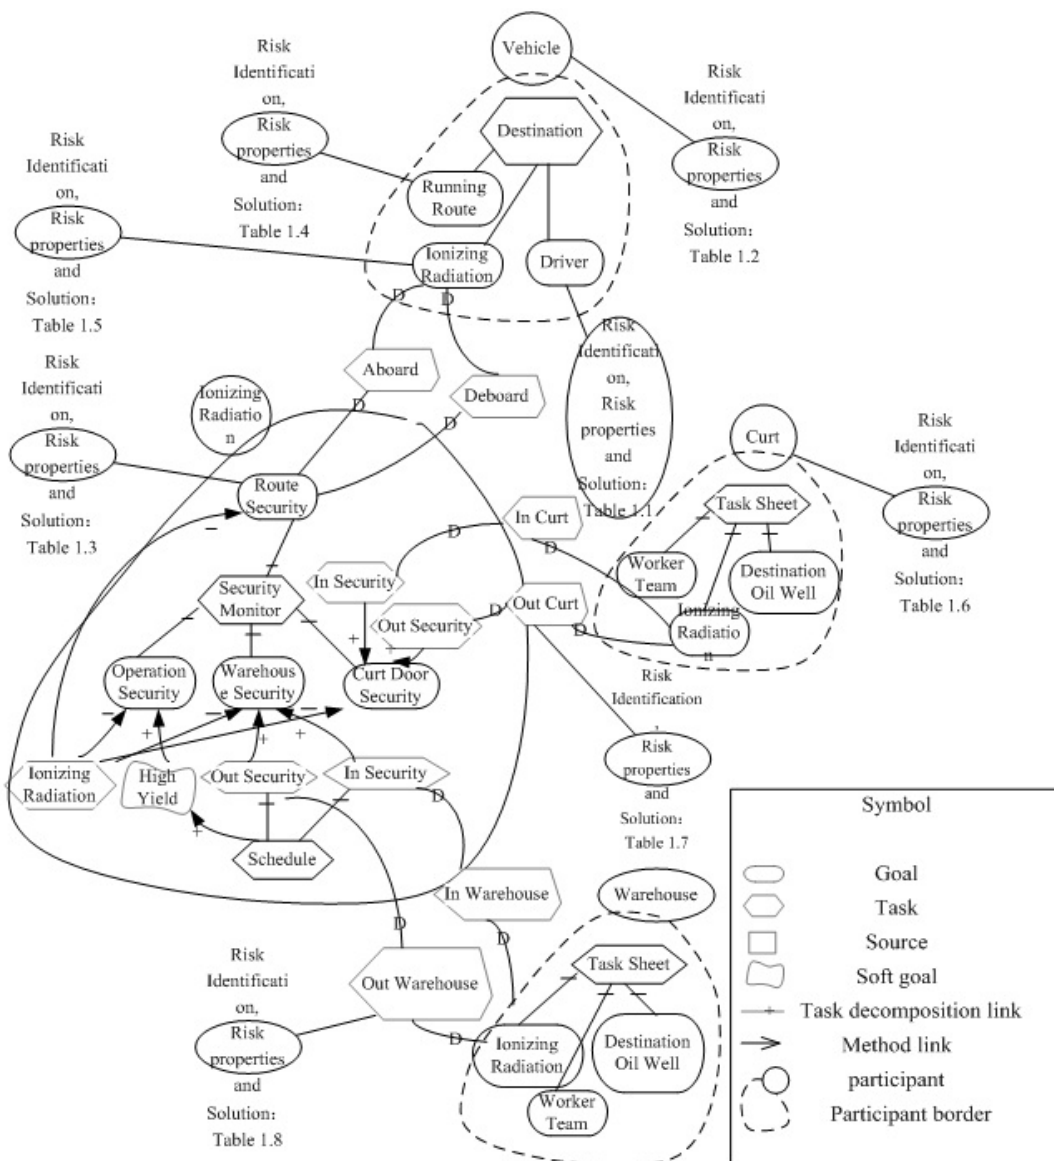 Vehicle
Risk
Identificati
on,
Risk
properties
and
Solution:
Table 1.4
Risk
Identificati
on,
Risk
properties
and
Solution:
Table 1.2
Destination
Running
Route
Ionizing
Radiation
Driver
Risk
Identificati
on,
Risk
properties
and
Solution:
Table 1.5
D
D
Risk
Identificati
on,
Risk
properties
and
Solution:
Table 1.1
Aboard
Deboard
D
D
Risk
Identificati
on,
Risk
properties
and
Solution:
Table 1.3
Ionizing
Radiatio
n
Route
Security
Curt
Risk
Identificati
on,
Risk
properties
and
Solution:
Table 1.6
Task Sheet
Worker
Team
Destination
Oil Well
Ionizing
Radiation
n
In Curt
D
D
Out Curt
D
D
In Security
Out Security
Security
Monitor
+
+
Operation
Security
Warehous
e Security
Curt Door
Security
Risk
Identification
,
Risk
properties
and
Solution:
Table 1.7
+
+
+
Ionizing
Radiation
High
Yield
Out Security
In Security
D
+
Schedule
In Warehouse
D
D
Warehouse
Out Warehouse
D
Task Sheet
Ionizing
Radiation
Destination
Oil Well
Worker
Team
Risk
Identificati
on,
Risk
properties
and
Solution:
Table 1.8
Symbol
Goal
Task
Source
Soft goal
Task decomposition link
Method link
participant
Participant border